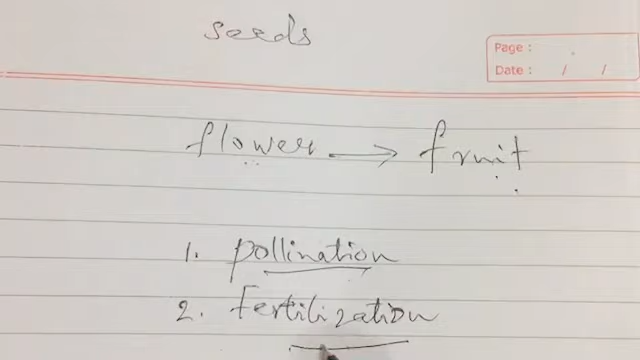 seeds
Page :
Date : / /
flower → fruit
1. pollination
2. fertilization